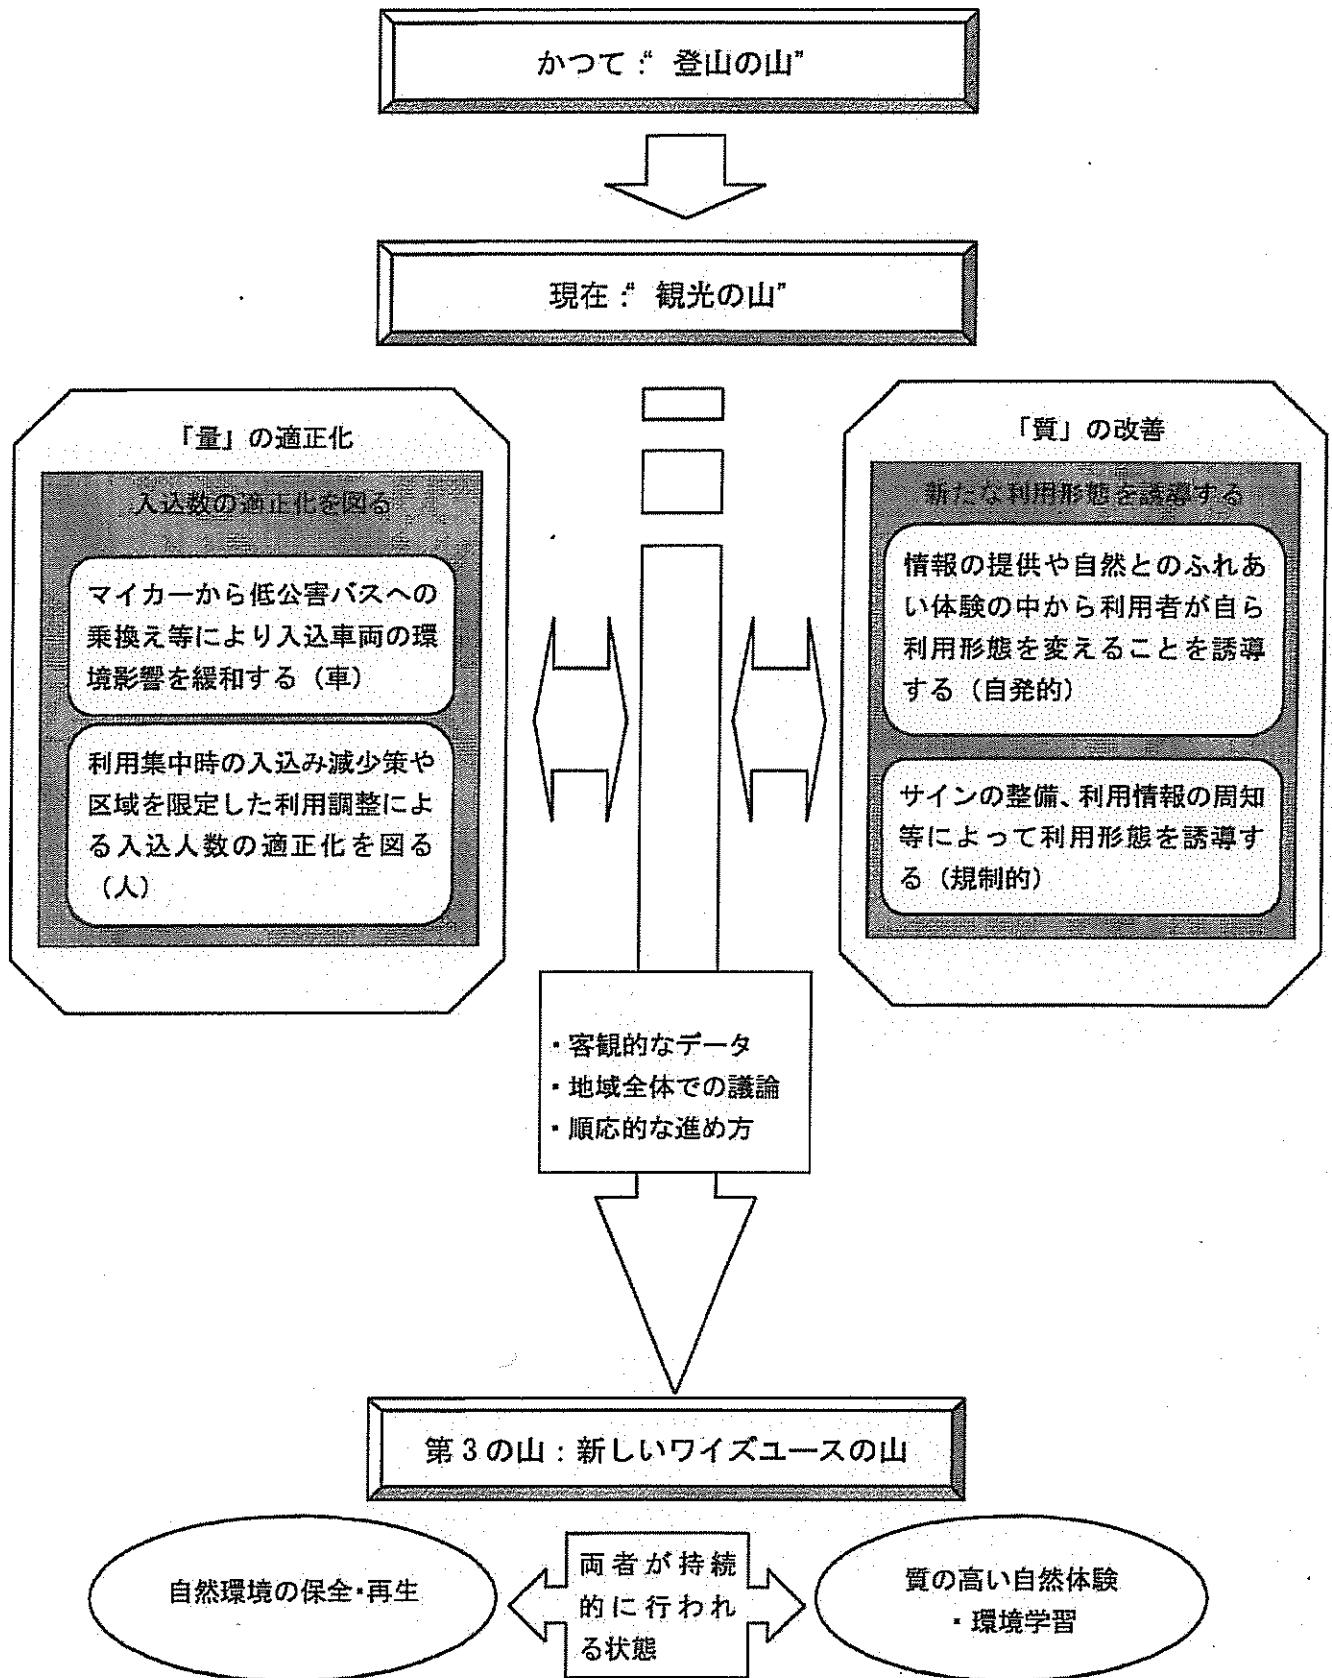 かつて：“登山の山”
現在：“観光の山”
「量」の適正化
入込数の適正化を図る
マイカーから低公害バスへの
乗換え等により入込車両の環
境影響を緩和する（車）
利用集中時の入込み減少策や
区域を限定した利用調整によ
る入込人数の適正化を図る
（人）
「質」の改善
新たな利用形態を誘導する
情報の提供や自然とのふれあ
い体験の中から利用者が自ら
利用形態を変えることを誘導
する（自発的）
サインの整備、利用情報の周知
等によって利用形態を誘導す
る（規制的）
・客観的なデータ
・地域全体での議論
・順応的な進め方
第3の山：新しいワイズユースの山
自然環境の保全・再生
両者が持続
的に行われ
る状態
質の高い自然体験
・環境学習